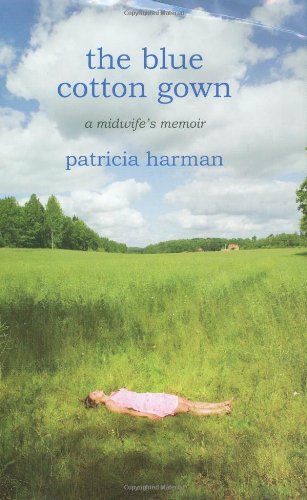 the blue
cotton gown
a midwife's memoir
patricia harman